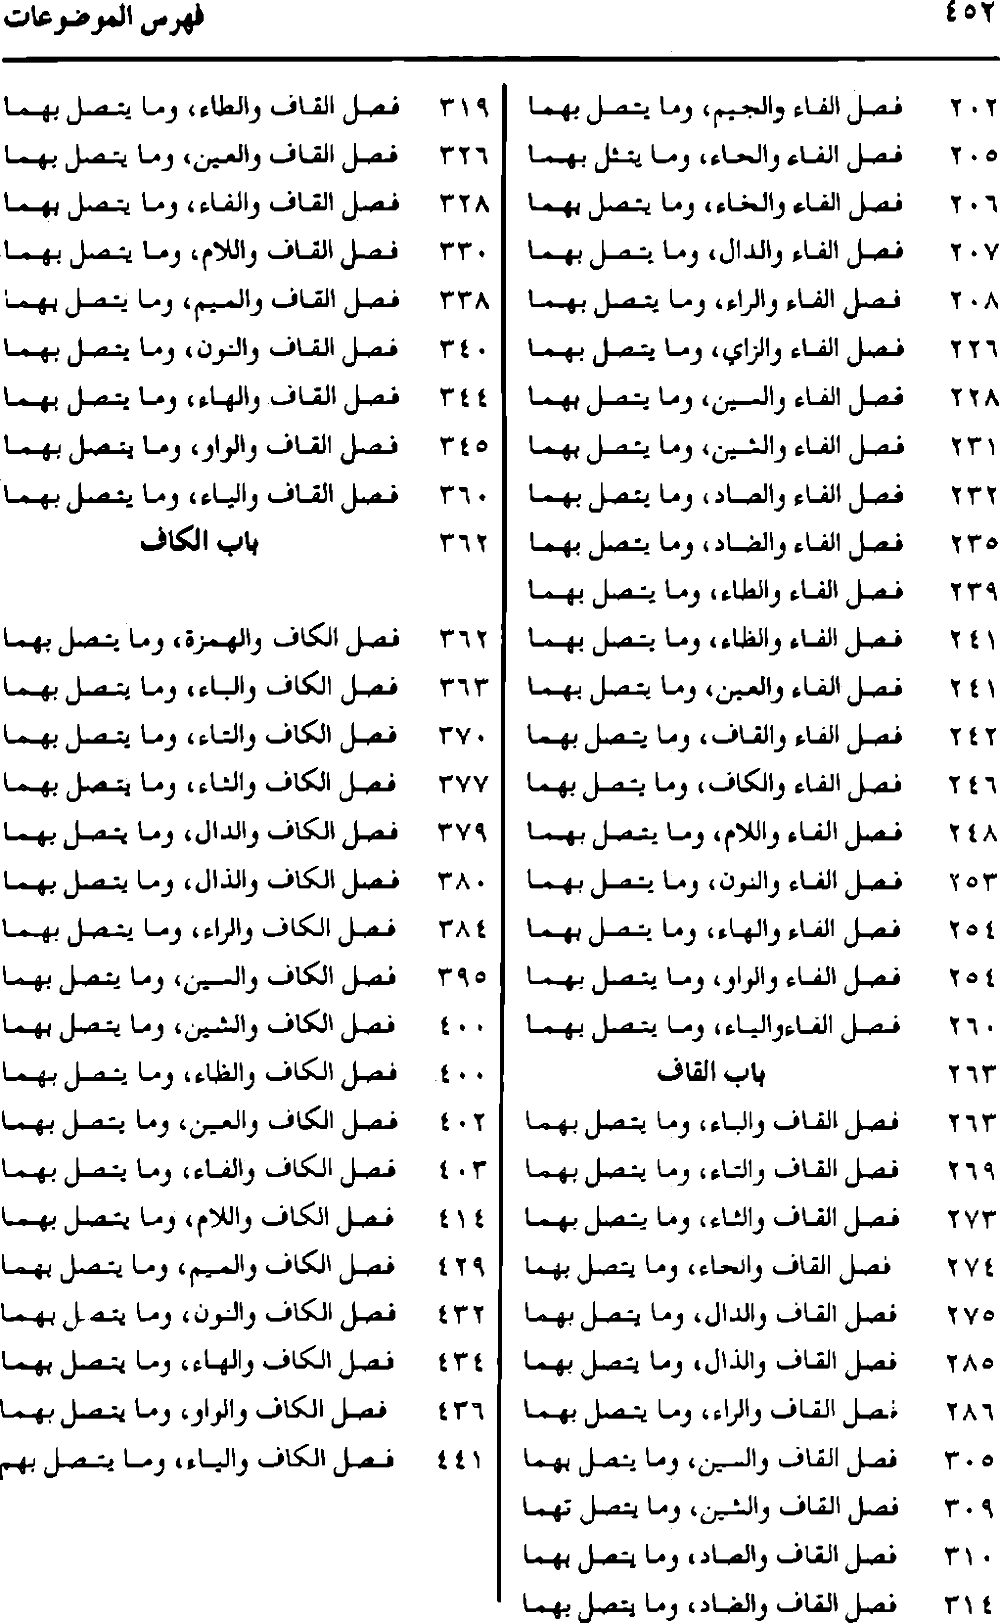 ٤٥٢
فهرس الموضوعات
٢٠٢ فصل الفاء والجيم، وما يتصل بهما
٢٠٥ فصل الفاء والحاء، وما يتثل بهما
٢٠٦ فصل الفاء والخاء، وما يتصل بهما
٢٠٧ فصل الفاء والدال، وما يتصل بهما
٢٠٨ فصل الفاء والراء، وما يتصل بهما
٢٢٦ فصل الفاء والزاي، وما يتصل بهما
٢٢٨ فصل الفاء والسين، وما يتصل بهما
٢٣١ فصل الفاء والشين، وما يتصل بهما
٢٣٢ فصل الفاء والصاد، وما يتصل بهما
٢٣٥ فصل الفاء والضاد، وما يتصل بهما
٢٣٩ فصل الفاء والطاء، وما يتصل بهما
٢٤١ فصل الفاء والظاء، وما يتصل بهما
٢٤١ فصل الفاء والعين، وما يتصل بهما
٢٤٢ فصل الفاء والقاف، وما يتصل بهما
٢٤٦ فصل الفاء والكاف، وما يتصل بهما
٢٤٨ فصل الفاء واللام، وما يتصل بهما
٢٥٣ فصل الفاء والنون، وما يتصل بهما
٢٥٤ فصل الفاء والهاء، وما يتصل بهما
٢٥٤ فصل الفاء والواو، وما يتصل بهما
٢٦٠ فصل الفاءوالياء، وما يتصل بهما
٢٦٣ باب القاف
٢٦٣ فصل القاف والباء، وما يتصل بهما
٢٦٩ فصل القاف والتاء، وما يتصل بهما
٢٧٣ فصل القاف والثاء، وما يتصل بهما
٢٧٤ فصل القاف والحاء، وما يتصل بهما
٢٧٥ فصل القاف والدال، وما يتصل بهما
٢٨٥ فصل القاف والذال، وما يتصل بهما
٢٨٦ فصل القاف والراء، وما يتصل بهما
٣٠٥ فصل القاف والسين، وما يتصل بهما
٣٠٩ فصل القاف والشين، وما يتصل تهما
٣١٠ فصل القاف والصاد، وما يتصل بهما
٣١٤ فصل القاف والضاد، وما يتصل بهما
٣١٩ فصل القاف والطاء، وما يتصل بهما
٣٢٦ فصل القاف والعين، وما يتصل بهما
٣٢٨ فصل القاف والفاء، وما يتصل بهما
٣٣٠ فصل القاف واللام، وما يتصل بهما
٣٣٨ فصل القاف والميم، وما يتصل بهما
٣٤٠ فصل القاف والنون، وما يتصل بهما
٣٤٤ فصل القاف والهاء، وما يتصل بهما
٣٤٥ فصل القاف والواو، وما يتصل بهما
٣٦٠ فصل القاف والياء، وما يتصل بهما
٣٦٢ باب الكاف
٣٦٢ فصل الكاف والهمزة، وما يتصل بهما
٣٦٣ فصل الكاف والباء، وما يتصل بهما
٣٧٠ فصل الكاف والتاء، وما يتصل بهما
٣٧٧ فصل الكاف والثاء، وما يتصل بهما
٣٧٩ فصل الكاف والدال، وما يتصل بهما
٣٨٠ فصل الكاف والذال، وما يتصل بهما
٣٨٤ فصل الكاف والراء، وما يتصل بهما
٣٩٥ فصل الكاف والسين، وما يتصل بهما
٤٠٠ فصل الكاف والشين، وما يتصل بهما
٤٠٠ فصل الكاف والظاء، وما يتصل بهما
٤٠٢ فصل الكاف والعين، وما يتصل بهما
٤٠٣ فصل الكاف والفاء، وما يتصل بهما
٤١٤ فصل الكاف واللام، وما يتصل بهما
٤٢٩ فصل الكاف والميم، وما يتصل بهما
٤٣٢ فصل الكاف والنون، وما يتصل بهما
٤٣٤ فصل الكاف والهاء، وما يتصل بهما
٤٣٦ فصل الكاف والواو، وما يتصل بهما
٤٤١ فصل الكاف والياء، وما يتصل بهم